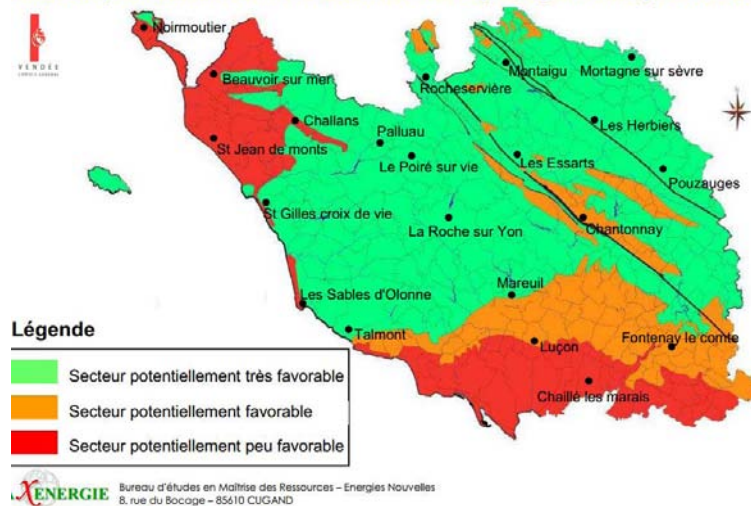 VENDÉE
Noirmoutier
Beauvoir sur mer
Challans
St Jean de monts
Palluau
Le Poiré sur vie
Rocheservière
Montaigu
Mortagne sur sèvre
Les Herbiers
Les Essarts
Pouzauges
St Gilles croix de vie
La Roche sur Yon
Chantonnay
Les Sables d'Olonne
Mareuil
Talmont
Luçon
Fontenay le comte
Chaillé les marais
Légende
Secteur potentiellement très favorable
Secteur potentiellement favorable
Secteur potentiellement peu favorable
XENERGIE
Bureau d'études en Maîtrise des Ressources – Energies Nouvelles
8, rue du Bocage – 85610 CUGAND